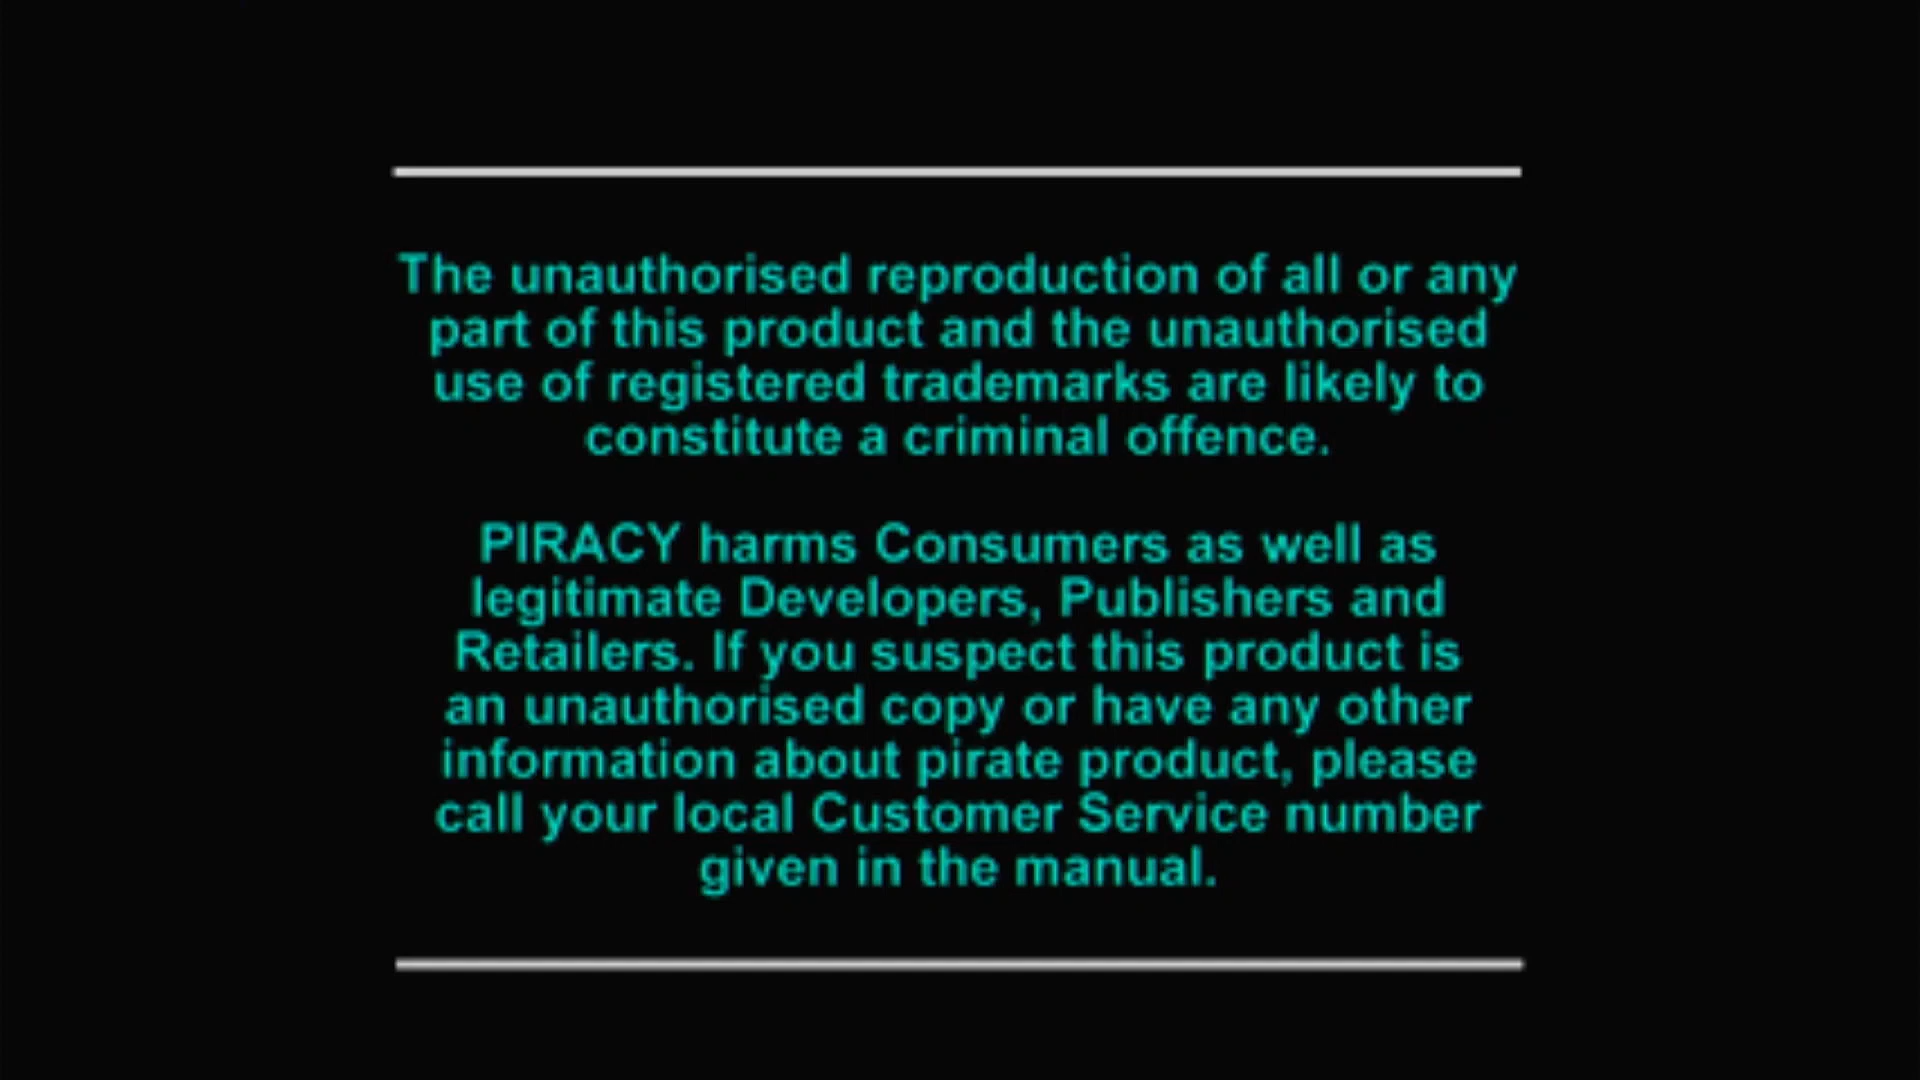 The unauthorised reproduction of all or any
part of this product and the unauthorised
use of registered trademarks are likely to
constitute a criminal offence.
PIRACY harms Consumers as well as
legitimate Developers, Publishers and
Retailers. If you suspect this product is
an unauthorised copy or have any other
information about pirate product, please
call your local Customer Service number
given in the manual.